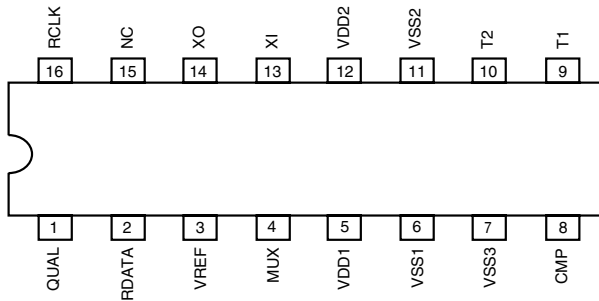 RCLK NC XO XI VDD2 VSS2 T2 T1
16 15 14 13 12 11 10 9
1 2 3 4 5 6 7 8
QUAL RDATA VREF MUX VDD1 VSS1 VSS3 CMP